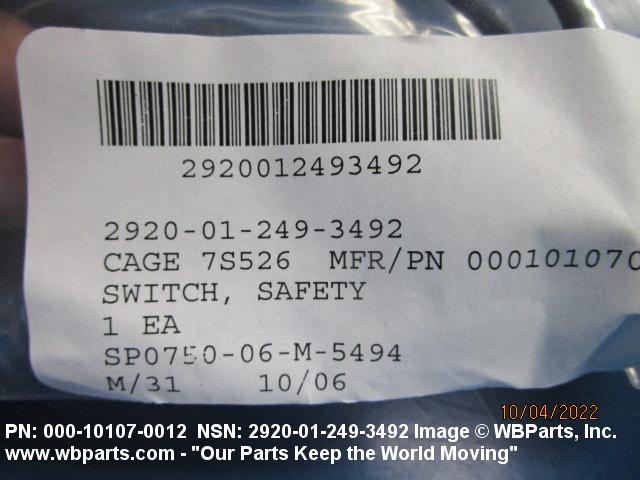 2920012493492
2920-01-249-3492
CAGE 7S526 MFR/PN 000101070
SWITCH, SAFETY
1 EA
SP0750-06-M-5494
M/31 10/06
10/04/2022
PN: 000-10107-0012 NSN: 2920-01-249-3492 Image © WBParts, Inc.
www.wbparts.com - "Our Parts Keep the World Moving"